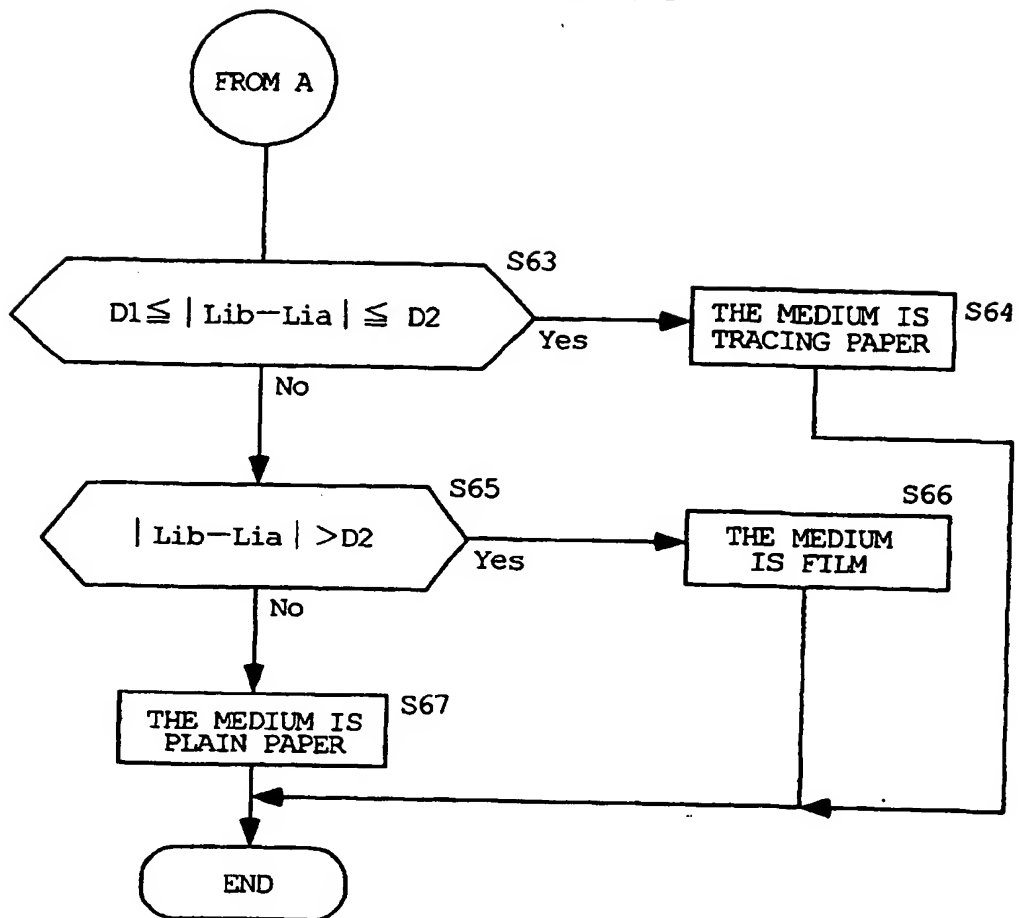 FROM A
S63
D1≦|Lib−Lia|≦ D2
Yes
THE MEDIUM IS
TRACING PAPER
S64
No
S65
|Lib−Lia|>D2
Yes
S66
THE MEDIUM
IS FILM
No
THE MEDIUM IS
PLAIN PAPER
S67
END